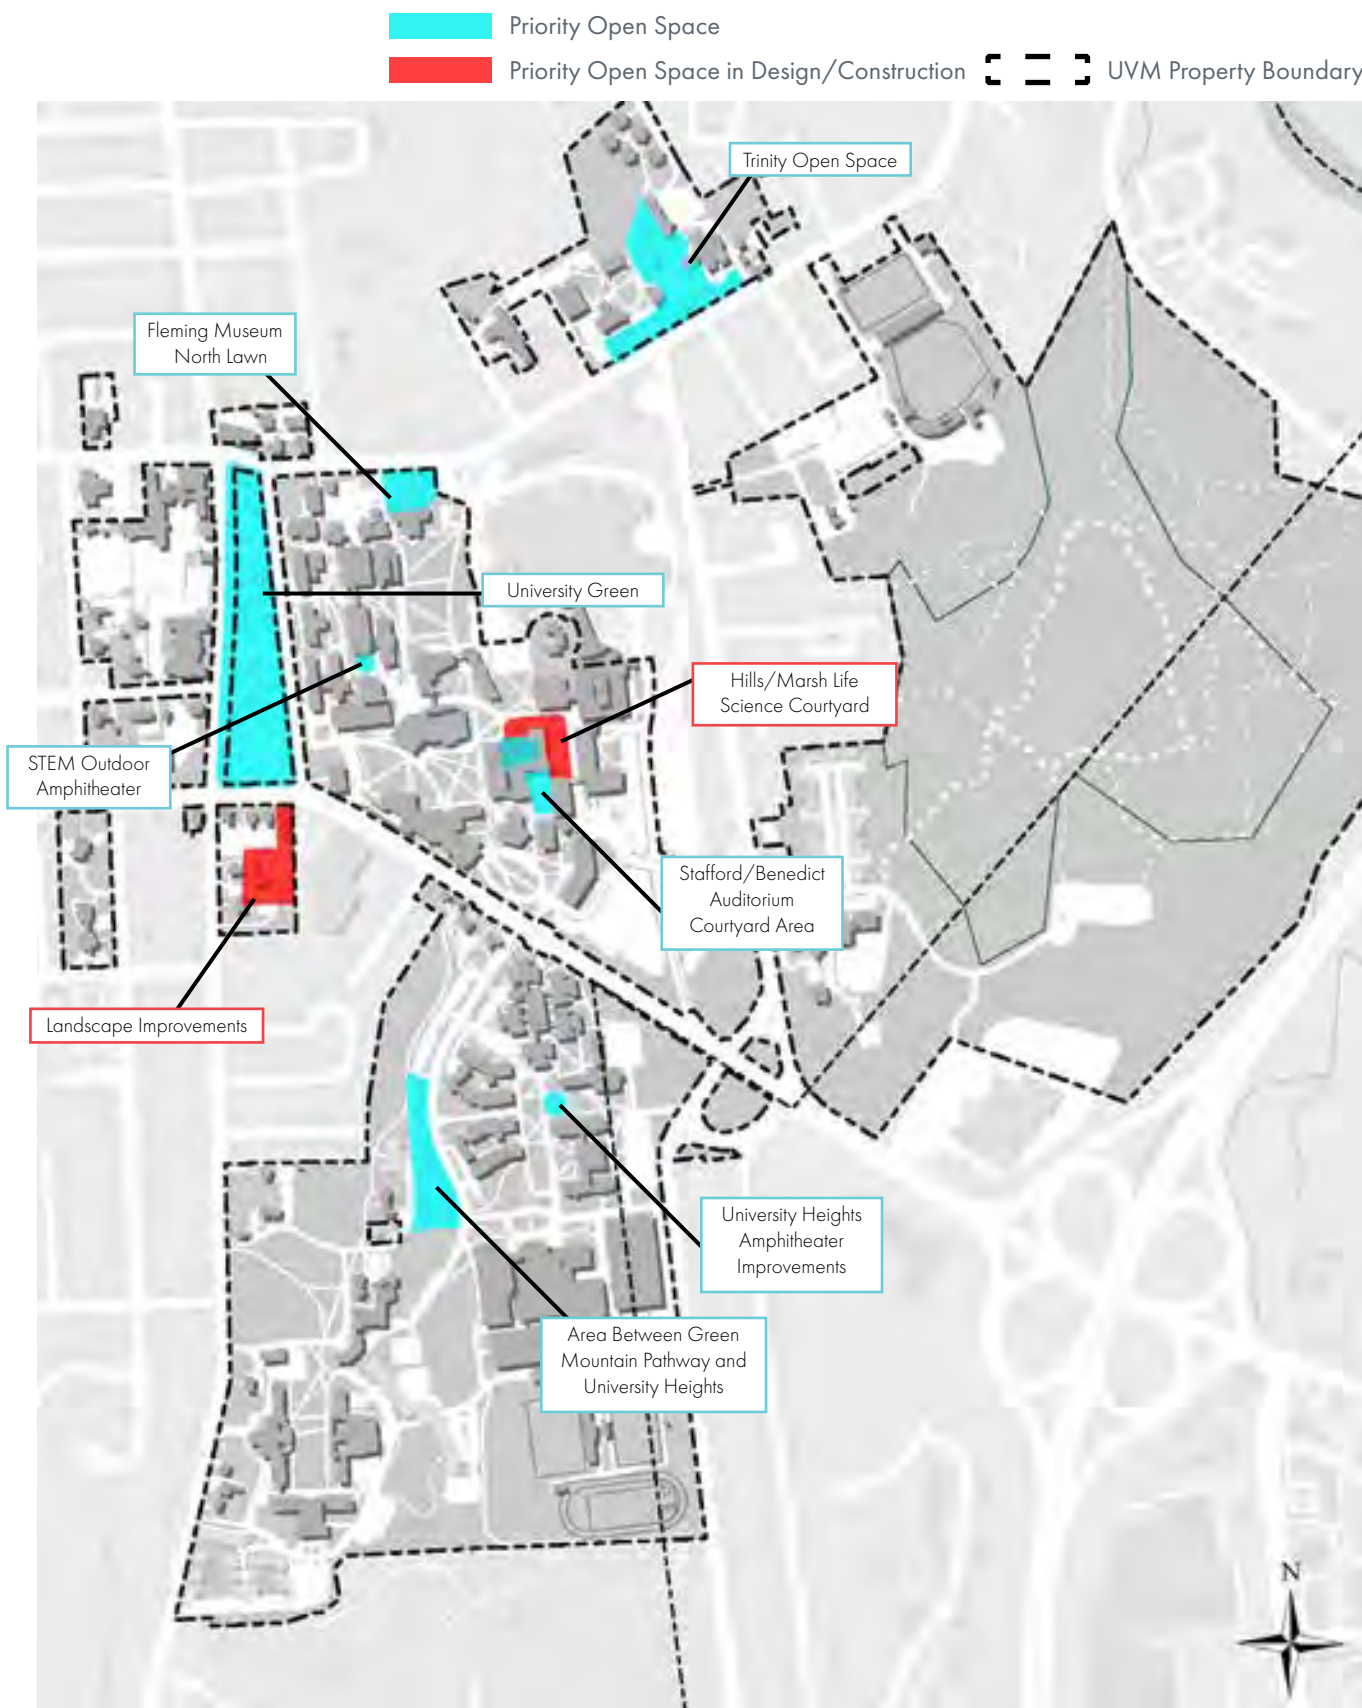 Priority Open Space
Priority Open Space in Design/Construction
UVM Property Boundary
Trinity Open Space
Fleming Museum
North Lawn
University Green
Hills/Marsh Life
Science Courtyard
STEM Outdoor
Amphitheater
Stafford/Benedict
Auditorium
Courtyard Area
Landscape Improvements
University Heights
Amphitheater
Improvements
Area Between Green
Mountain Pathway and
University Heights
N